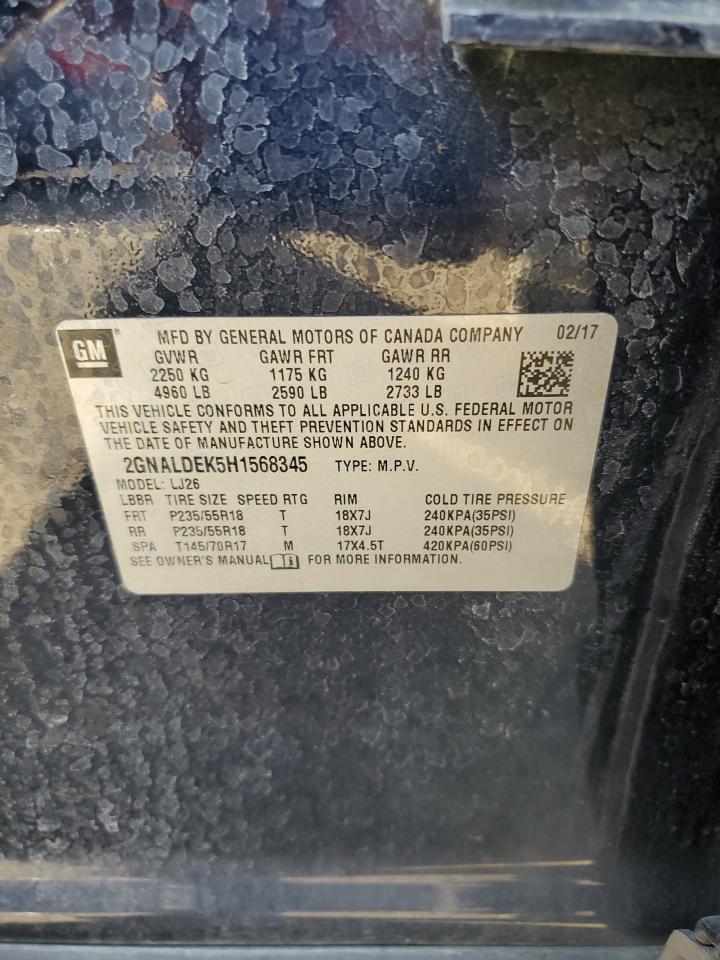 GM ® MFD BY GENERAL MOTORS OF CANADA COMPANY 02/17
GVWR GAWR FRT GAWR RR
2250 KG 1175 KG 1240 KG
4960 LB 2590 LB 2733 LB
THIS VEHICLE CONFORMS TO ALL APPLICABLE U.S. FEDERAL MOTOR
VEHICLE SAFETY AND THEFT PREVENTION STANDARDS IN EFFECT ON
THE DATE OF MANUFACTURE SHOWN ABOVE.
2GNALDEK5H1568345 TYPE: M.P.V.
MODEL: LJ26
LBBR TIRE SIZE SPEED RTG RIM COLD TIRE PRESSURE
FRT P235/55R18 T 18X7J 240KPA(35PSI)
RR P235/55R18 T 18X7J 240KPA(35PSI)
SPA T145/70R17 M 17X4.5T 420KPA(60PSI)
SEE OWNER'S MANUAL i FOR MORE INFORMATION.